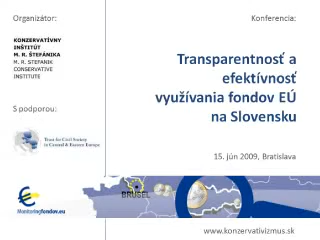 Organizátor:
KONZERVATÍVNY
INŠTITÚT
M. R. ŠTEFÁNIKA
M. R. STEFANIK
CONSERVATIVE
INSTITUTE
S podporou:
Trust for Civil Society
in Central & Eastern Europe
Monitoringfondov.eu
Konferencia:
Transparentnosť a
efektívnosť
využívania fondov EÚ
na Slovensku
15. jún 2009, Bratislava
BRUSEL
www.konzervativizmus.sk